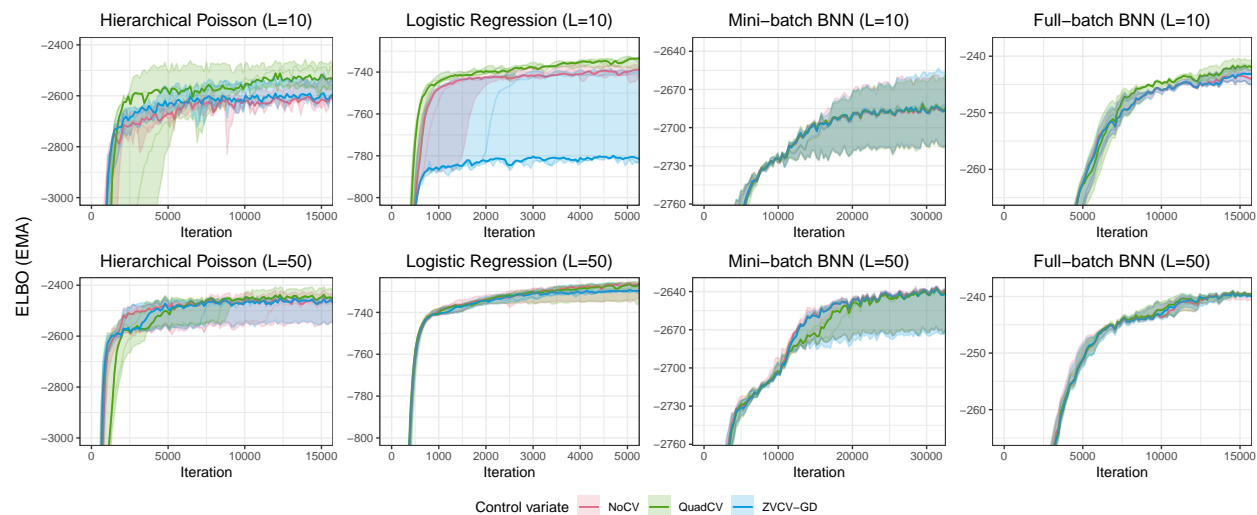 Hierarchical Poisson (L=10)
Logistic Regression (L=10)
Mini−batch BNN (L=10)
Full−batch BNN (L=10)
−2400
−2600
−2800
−3000
0 5000 10000 15000
Iteration
−740
−760
−780
−800
0 1000 2000 3000 4000 5000
Iteration
−2640
−2670
−2700
−2730
−2760
0 10000 20000 30000
Iteration
−240
−250
−260
0 5000 10000 15000
Iteration
ELBO (EMA)
Hierarchical Poisson (L=50)
Logistic Regression (L=50)
Mini−batch BNN (L=50)
Full−batch BNN (L=50)
−2400
−2600
−2800
−3000
0 5000 10000 15000
Iteration
−740
−760
−780
−800
0 1000 2000 3000 4000 5000
Iteration
−2640
−2670
−2700
−2730
−2760
0 10000 20000 30000
Iteration
−240
−250
−260
0 5000 10000 15000
Iteration
Control variate NoCV QuadCV ZVCV−GD